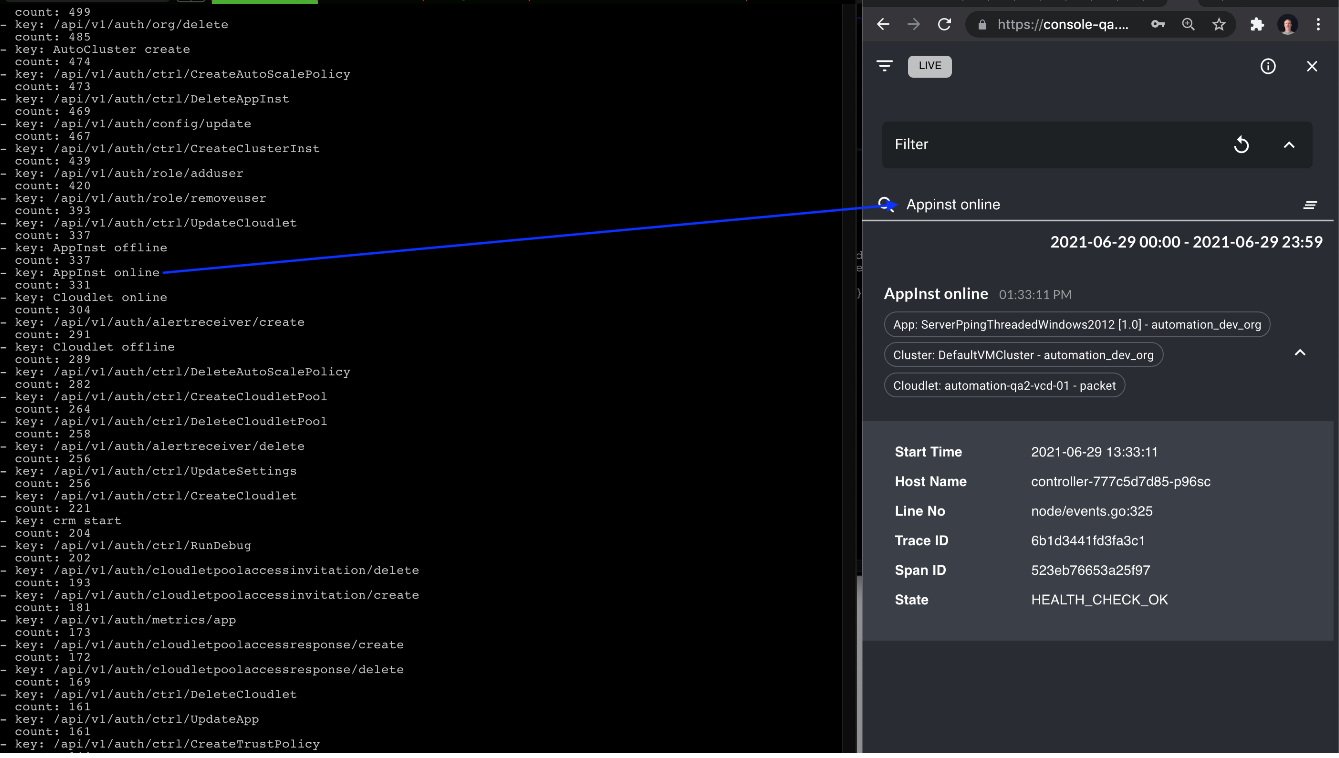 count: 499
- key: /api/v1/auth/org/delete
count: 485
- key: AutoCluster create
count: 474
- key: /api/v1/auth/ctrl/CreateAutoScalePolicy
count: 473
- key: /api/v1/auth/ctrl/DeleteAppInst
count: 469
- key: /api/v1/auth/config/update
count: 467
- key: /api/v1/auth/ctrl/CreateClusterInst
count: 439
- key: /api/v1/auth/role/adduser
count: 420
- key: /api/v1/auth/role/removeuser
count: 393
- key: /api/v1/auth/ctrl/UpdateCloudlet
count: 337
- key: AppInst offline
count: 337
- key: AppInst online
count: 331
- key: Cloudlet online
count: 304
- key: /api/v1/auth/alertreceiver/create
count: 291
- key: Cloudlet offline
count: 289
- key: /api/v1/auth/ctrl/DeleteAutoScalePolicy
count: 282
- key: /api/v1/auth/ctrl/CreateCloudletPool
count: 264
- key: /api/v1/auth/ctrl/DeleteCloudletPool
count: 258
- key: /api/v1/auth/alertreceiver/delete
count: 256
- key: /api/v1/auth/ctrl/UpdateSettings
count: 256
- key: /api/v1/auth/ctrl/CreateCloudlet
count: 221
- key: crm start
count: 204
- key: /api/v1/auth/ctrl/RunDebug
count: 202
- key: /api/v1/auth/cloudletpoolaccessinvitation/delete
count: 193
- key: /api/v1/auth/cloudletpoolaccessinvitation/create
count: 181
- key: /api/v1/auth/metrics/app
count: 173
- key: /api/v1/auth/cloudletpoolaccessresponse/create
count: 172
- key: /api/v1/auth/cloudletpoolaccessresponse/delete
count: 169
- key: /api/v1/auth/ctrl/DeleteCloudlet
count: 161
- key: /api/v1/auth/ctrl/UpdateApp
count: 161
- key: /api/v1/auth/ctrl/CreateTrustPolicy
https://console-qa....
LIVE
Filter
Appinst online
2021-06-29 00:00 - 2021-06-29 23:59
AppInst online 01:33:11 PM
App: ServerPpingThreadedWindows2012 [1.0] - automation_dev_org
Cluster: DefaultVMCluster - automation_dev_org
Cloudlet: automation-qa2-vcd-01 - packet
Start Time 2021-06-29 13:33:11
Host Name controller-777c5d7d85-p96sc
Line No node/events.go:325
Trace ID 6b1d3441fd3fa3c1
Span ID 523eb76653a25f97
State HEALTH_CHECK_OK